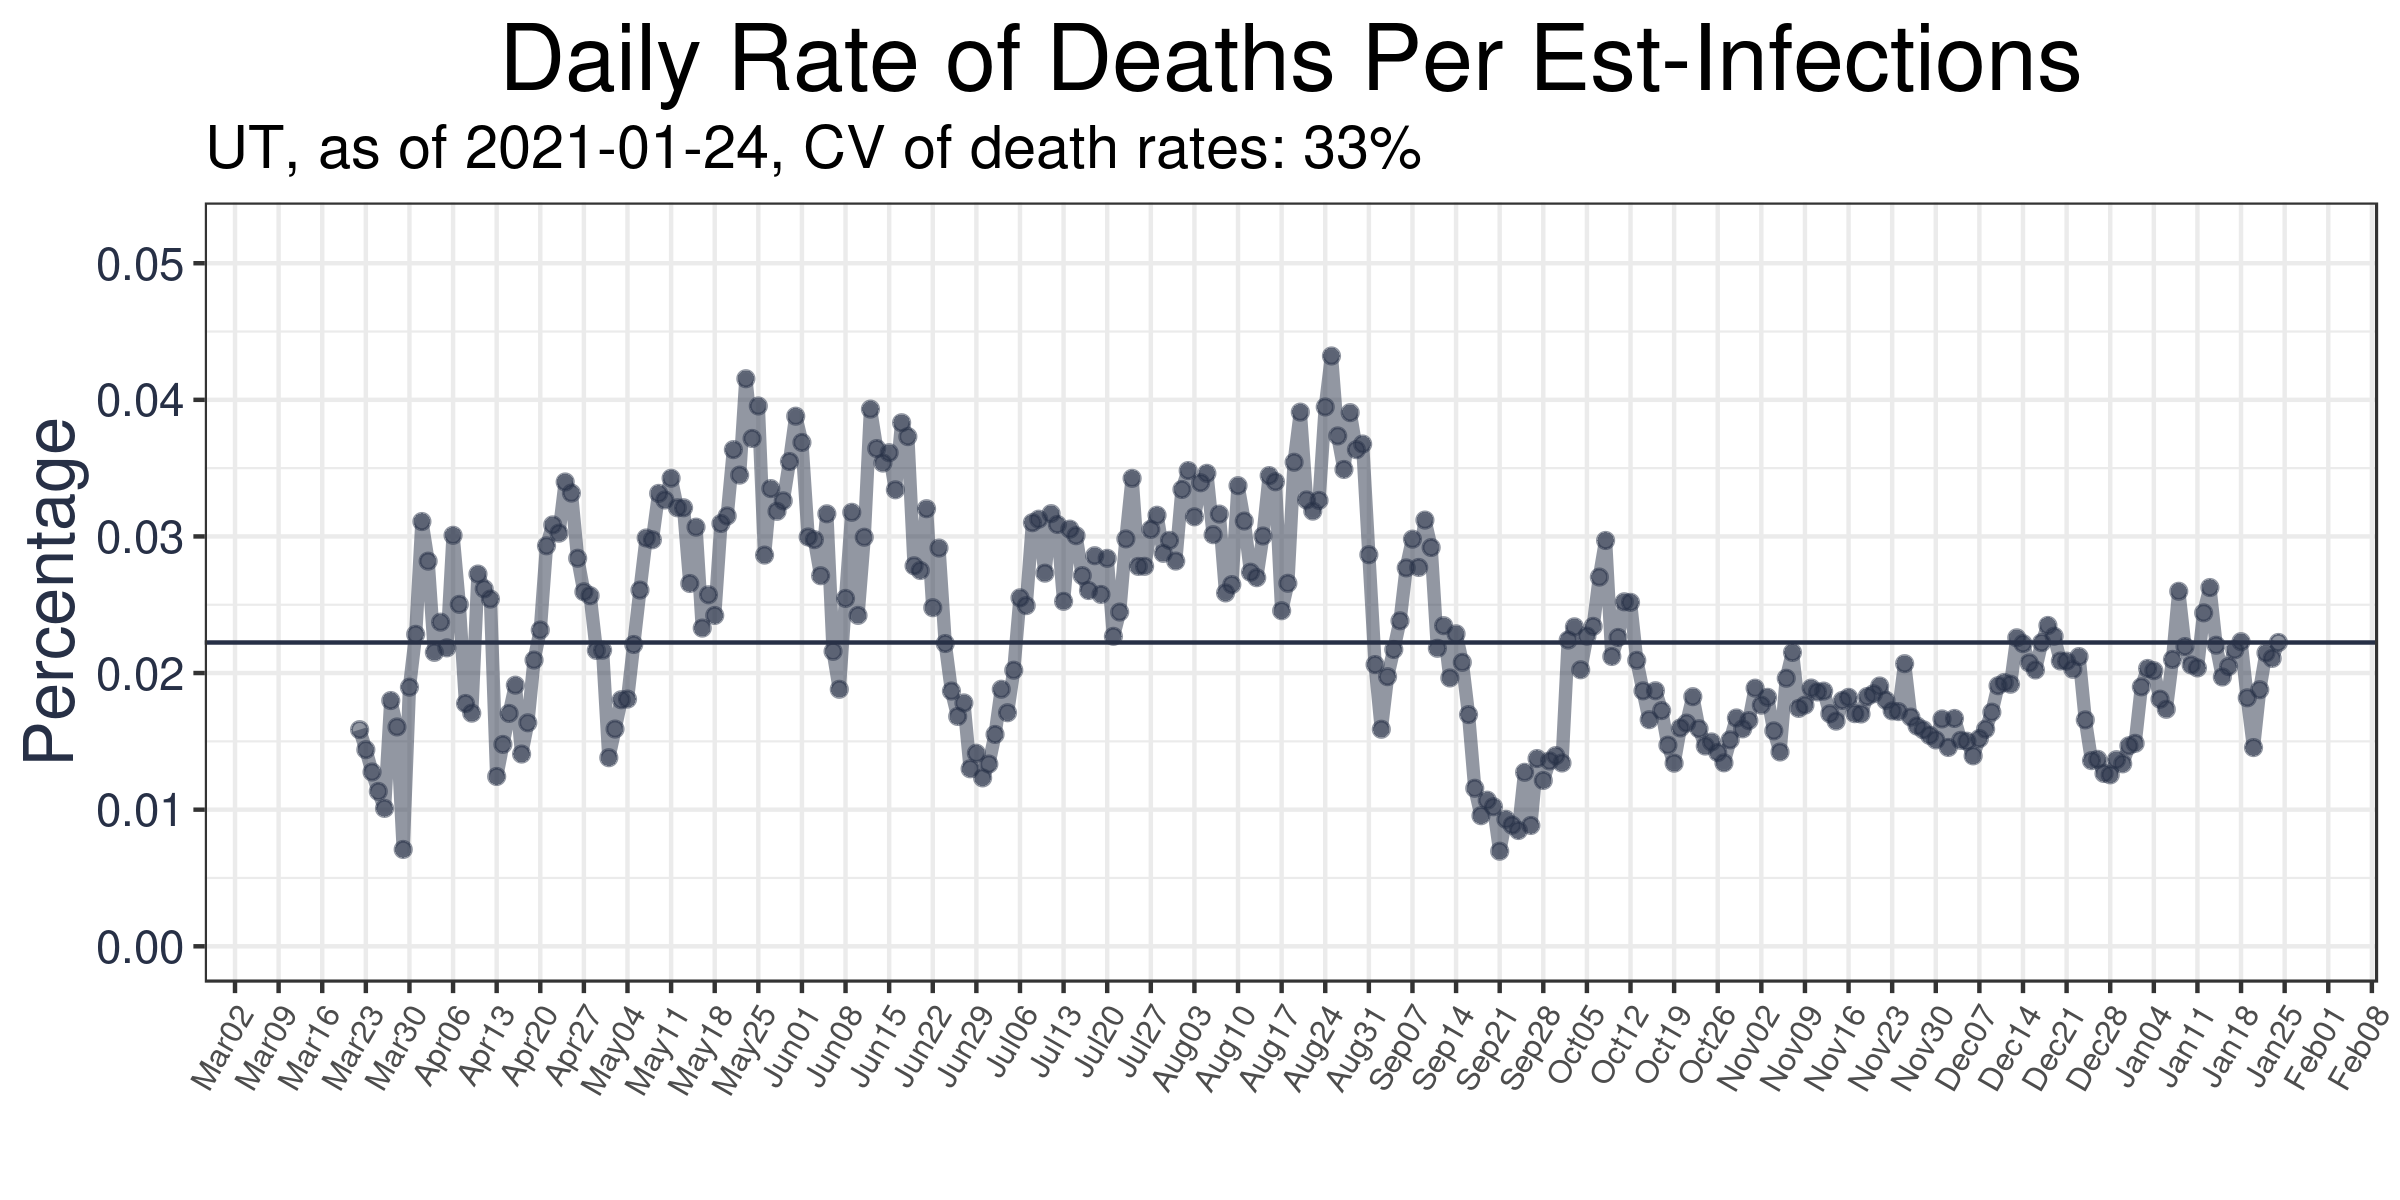 Daily Rate of Deaths Per Est-Infections
UT, as of 2021-01-24, CV of death rates: 33%
Percentage
0.05
0.04
0.03
0.02
0.01
0.00
Mar02
Mar09
Mar16
Mar23
Mar30
Apr06
Apr13
Apr20
Apr27
May04
May11
May18
May25
Jun01
Jun08
Jun15
Jun22
Jun29
Jul06
Jul13
Jul20
Jul27
Aug03
Aug10
Aug17
Aug24
Aug31
Sep07
Sep14
Sep21
Sep28
Oct05
Oct12
Oct19
Oct26
Nov02
Nov09
Nov16
Nov23
Nov30
Dec07
Dec14
Dec21
Dec28
Jan04
Jan11
Jan18
Jan25
Feb01
Feb08